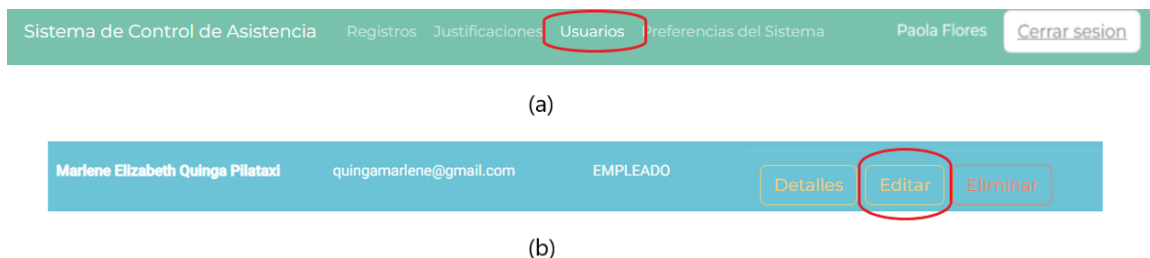 Sistema de Control de Asistencia Registros Justificaciones Usuarios Preferencias del Sistema Paola Flores Cerrar sesion
(a)
Marlene Elizabeth Quinga Pilataxi quingamarlene@gmail.com EMPLEADO Detalles Editar Eliminar
(b)